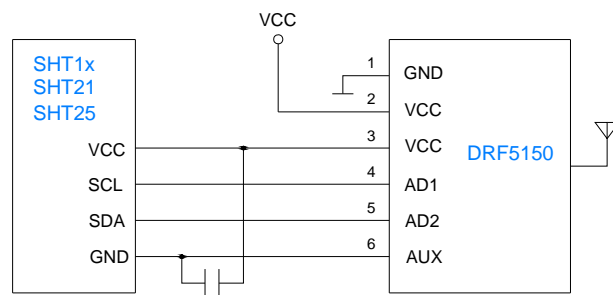 VCC
SHT1x
SHT21
SHT25
VCC
SCL
SDA
GND
1
2
3
4
5
6
GND
VCC
VCC
AD1
AD2
AUX
DRF5150